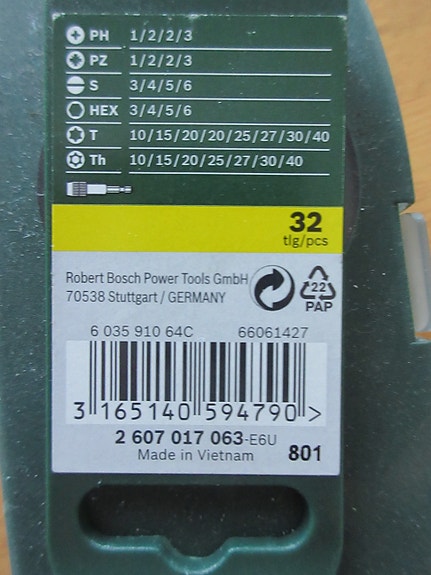 PH 1/2/2/3
PZ 1/2/2/3
S 3/4/5/6
HEX 3/4/5/6
T 10/15/20/20/25/27/30/40
Th 10/15/20/25/27/30/40
32
tlg/pcs
Robert Bosch Power Tools GmbH
70538 Stuttgart / GERMANY
22
PAP
6 035 910 64C 66061427
3 165140 594790 >
2 607 017 063-E6U
Made in Vietnam 801